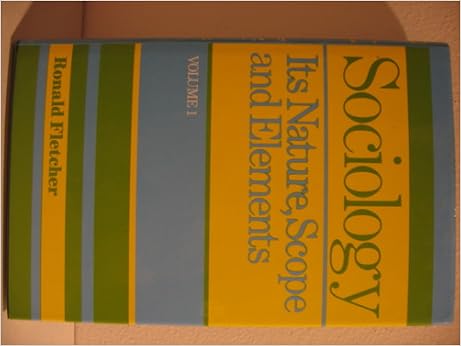 Sociology
Its Nature, Scope
and Elements
VOLUME 1
Ronald Fletcher